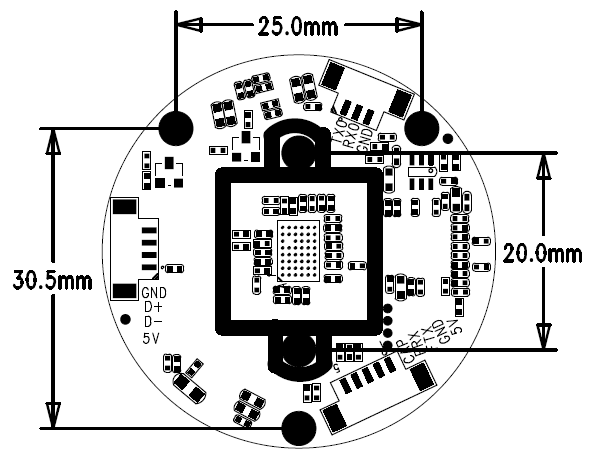 25.0mm
TX0
RX0
GND
30.5mm
20.0mm
GND
D+
D-
5V
5V
GND
TX
RX